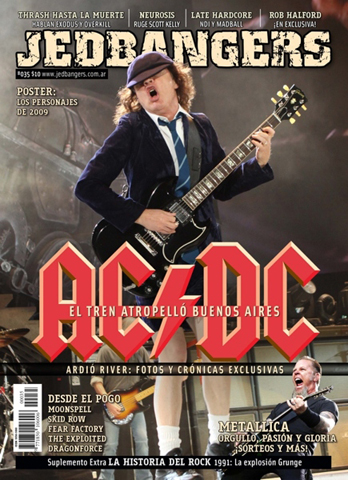 THRASH HASTA LA MUERTE
HABLAN EXODUS Y OVERKILL
NEUROSIS
RUGE SCOTT KELLY
LATE HARDCORE
NDI Y MADBALL
ROB HALFORD
¡EN EXCLUSIVA!
JEDBANGERS
#035 $10 www.jedbangers.com.ar
POSTER:
LOS PERSONAJES
DE 2009
AC/DC
EL TREN ATROPELLÓ BUENOS AIRES
ARDIÓ RIVER: FOTOS Y CRÓNICAS EXCLUSIVAS
DESDE EL POGO
MOONSPELL
SKID ROW
FEAR FACTORY
THE EXPLOITED
DRAGONFORCE
METALLICA
ORGULLO, PASIÓN Y GLORIA
¡SORTEOS Y MÁS!
Suplemento Extra LA HISTORIA DEL ROCK 1991: La explosión Grunge